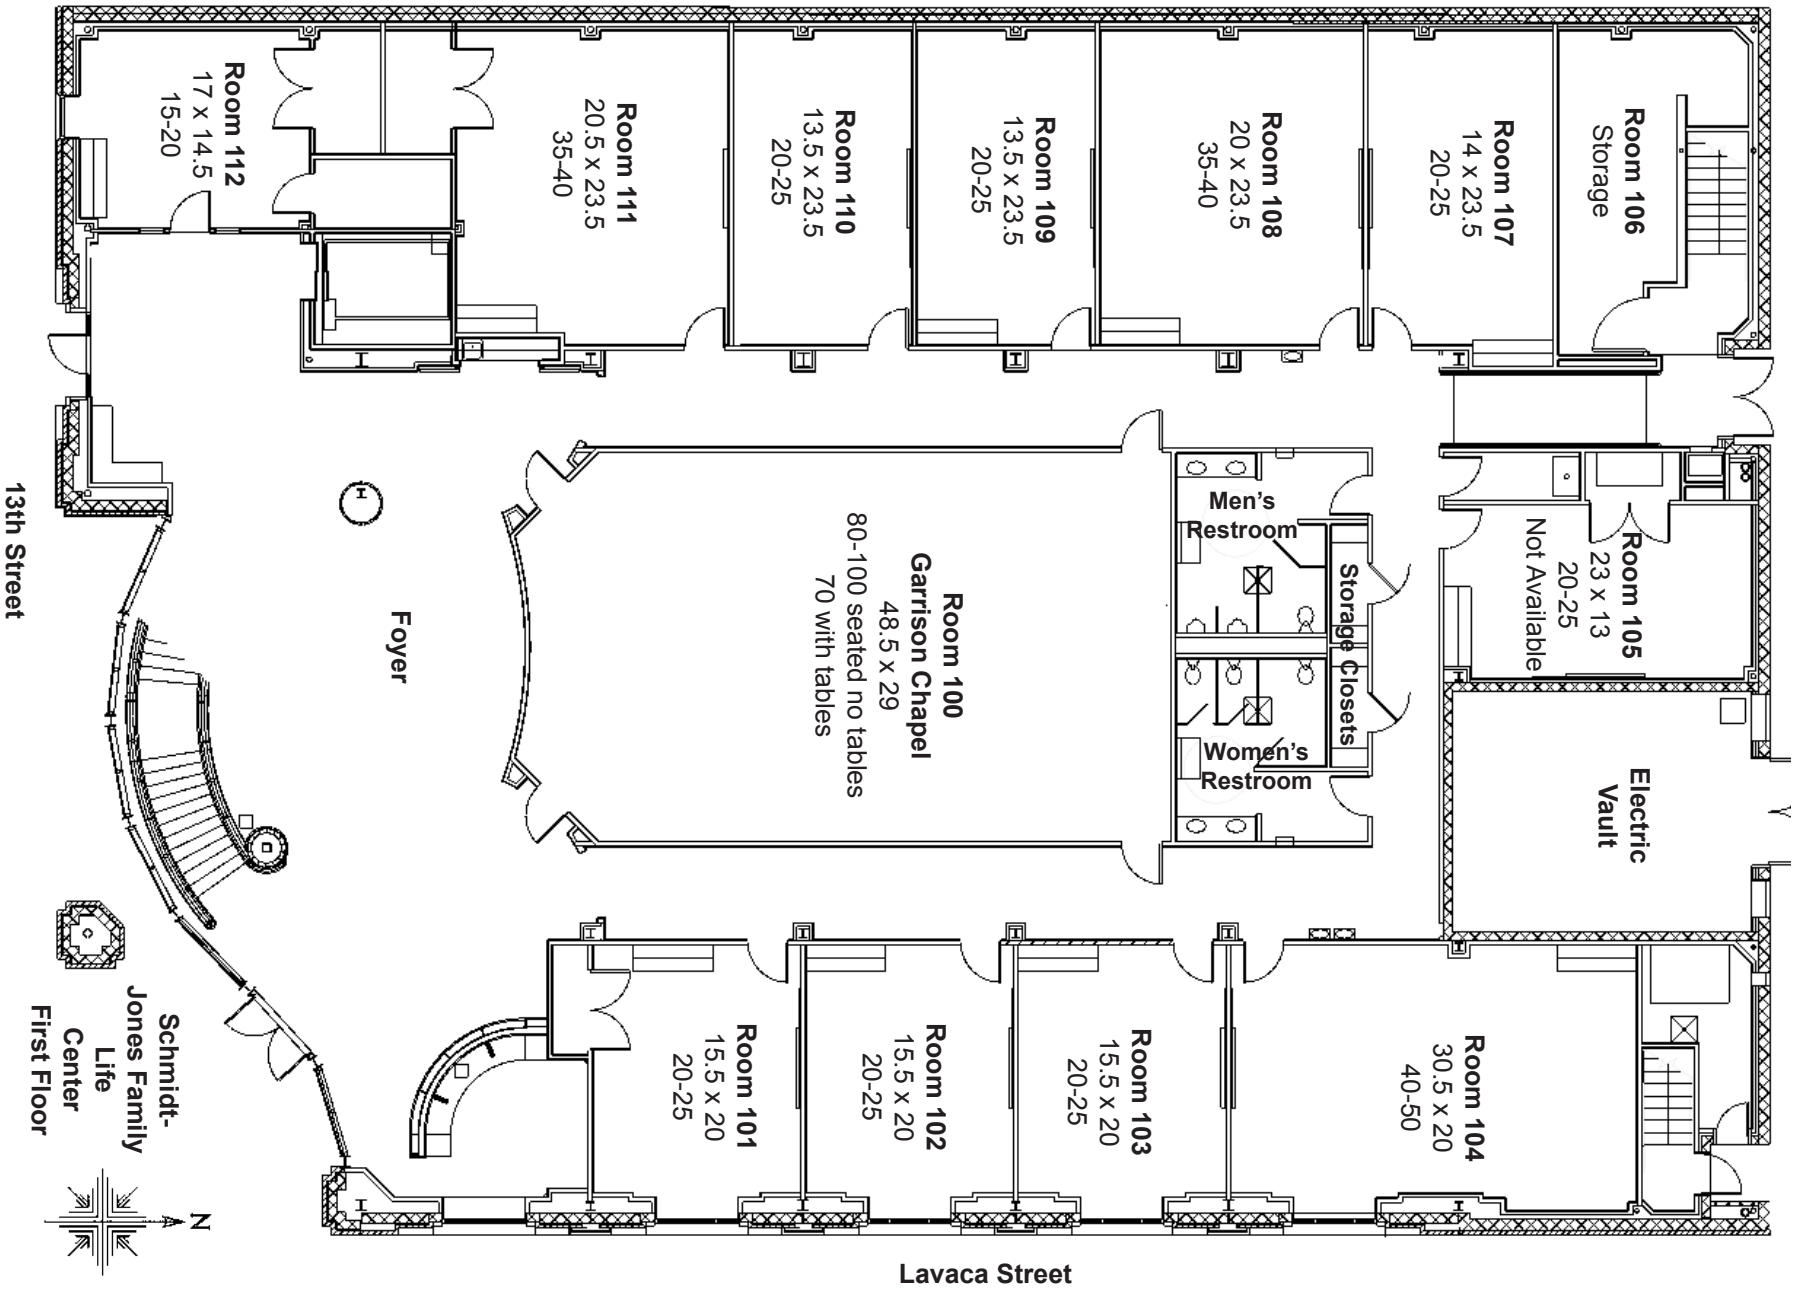 Room 112
17 x 14.5
15-20
Room 111
20.5 x 23.5
35-40
Room 110
13.5 x 23.5
20-25
Room 109
13.5 x 23.5
20-25
Room 108
20 x 23.5
35-40
Room 107
14 x 23.5
20-25
Room 106
Storage
Men's
Restroom
Storage Closets
Women's
Restroom
Room 105
23 x 13
20-25
Not Available
Room 100
Garrison Chapel
48.5 x 29
80-100 seated no tables
70 with tables
Foyer
13th Street
Electric
Vault
Room 101
15.5 x 20
20-25
Room 102
15.5 x 20
20-25
Room 103
15.5 x 20
20-25
Room 104
30.5 x 20
40-50
Schmidt-
Jones Family
Life
Center
First Floor
N
Lavaca Street